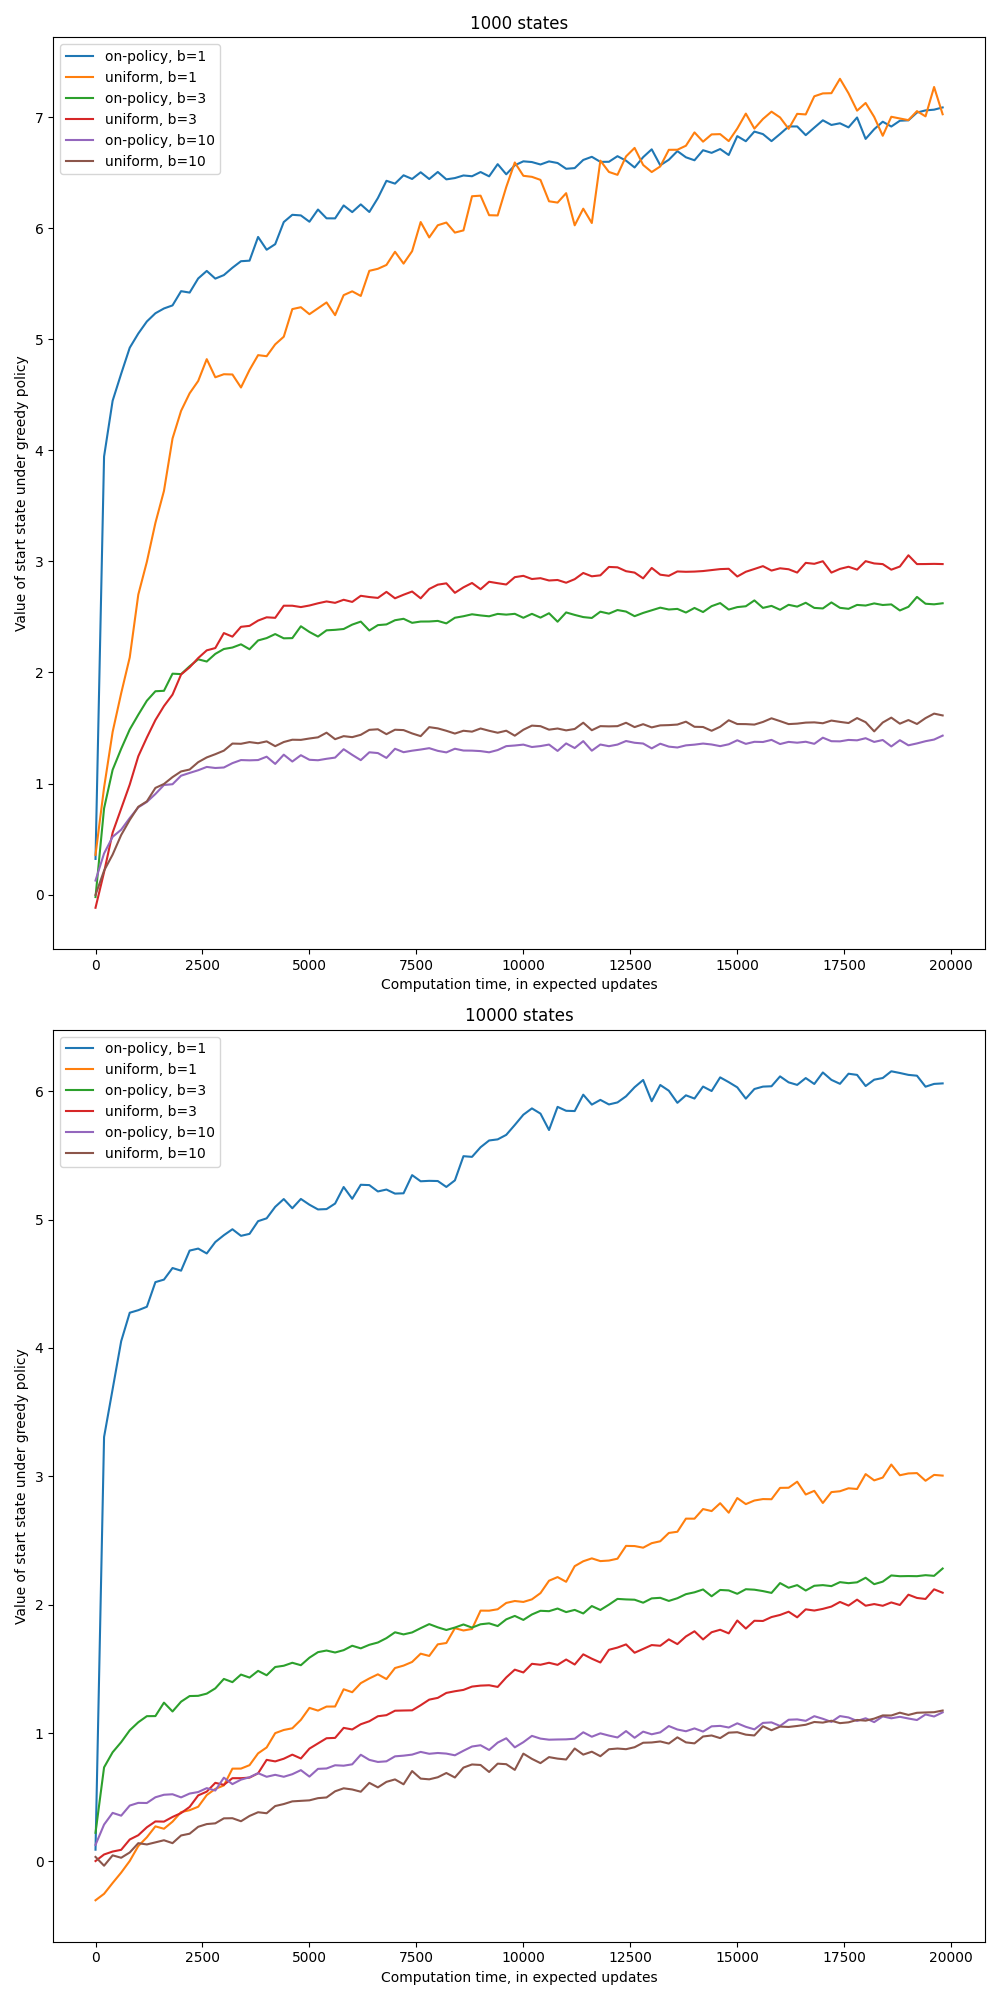 1000 states
on-policy, b=1
uniform, b=1
on-policy, b=3
uniform, b=3
on-policy, b=10
uniform, b=10
Value of start state under greedy policy
7
6
5
4
3
2
1
0
0 2500 5000 7500 10000 12500 15000 17500 20000
Computation time, in expected updates
10000 states
on-policy, b=1
uniform, b=1
on-policy, b=3
uniform, b=3
on-policy, b=10
uniform, b=10
Value of start state under greedy policy
6
5
4
3
2
1
0
0 2500 5000 7500 10000 12500 15000 17500 20000
Computation time, in expected updates